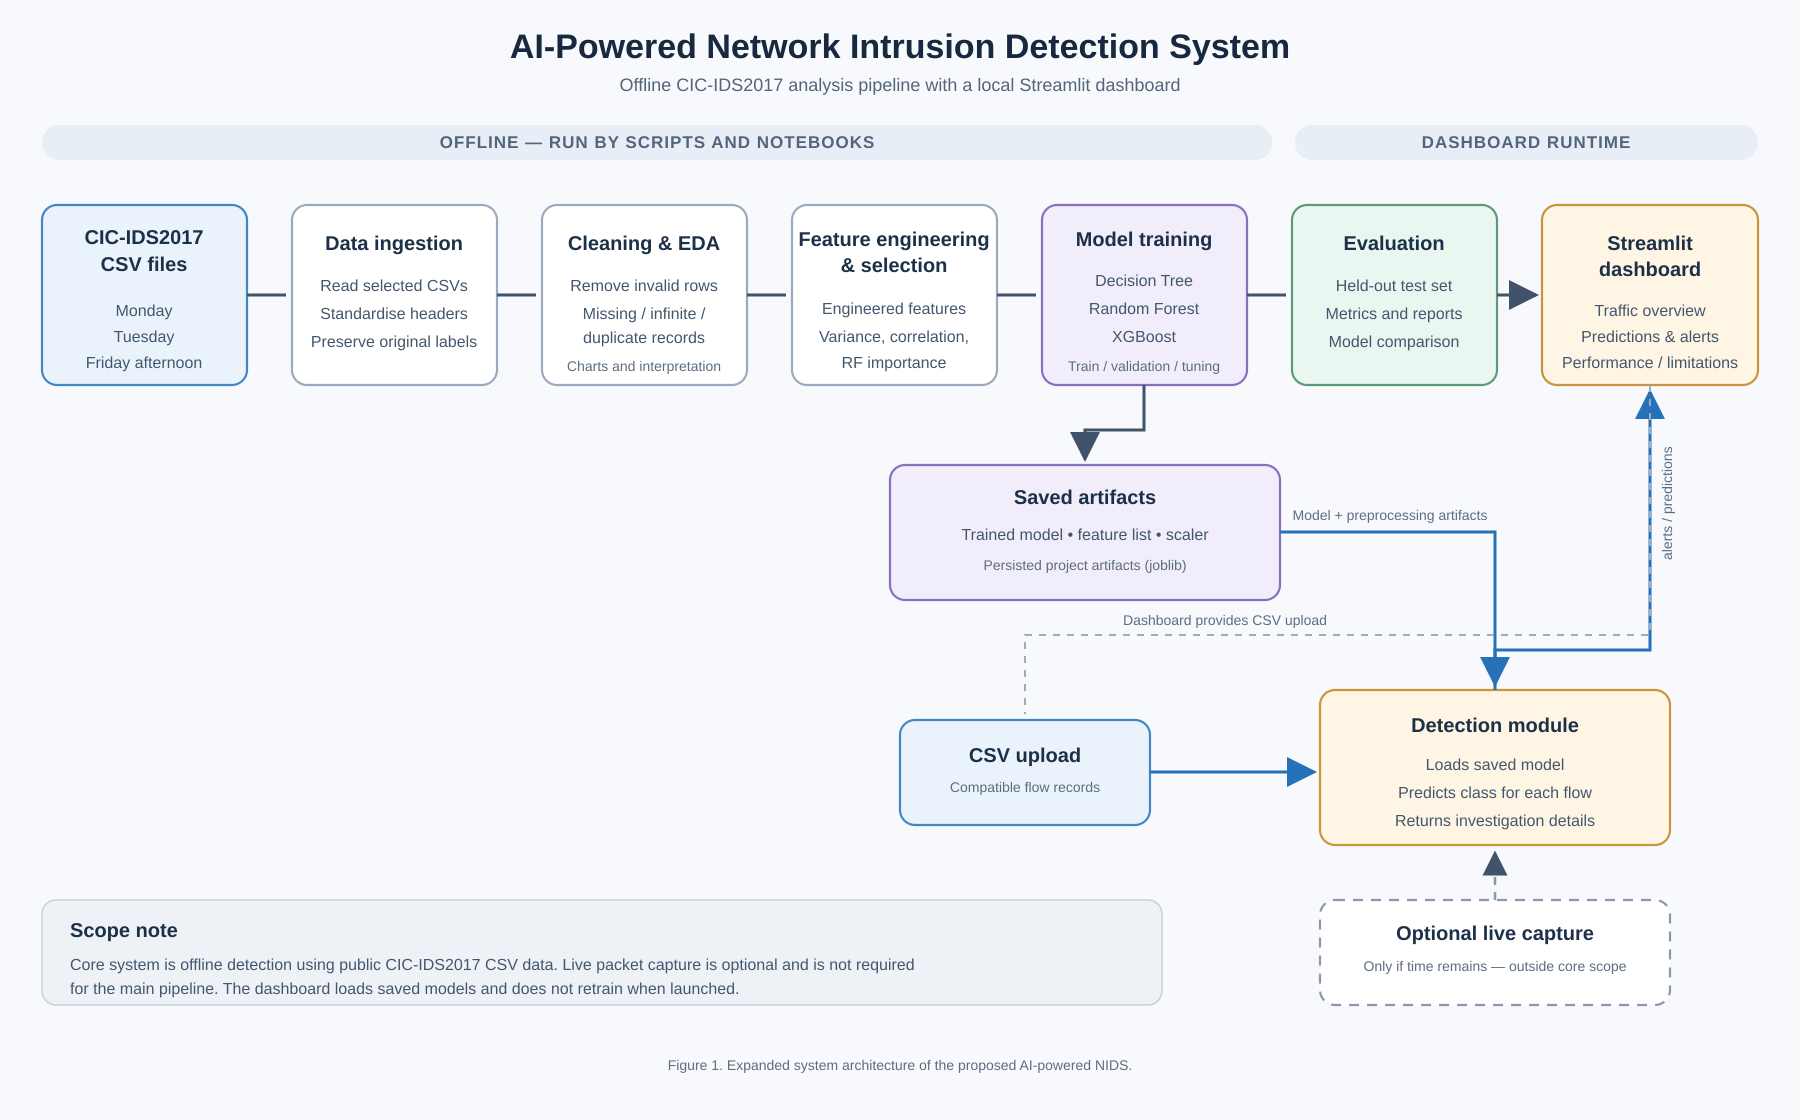 AI-Powered Network Intrusion Detection System
Offline CIC-IDS2017 analysis pipeline with a local Streamlit dashboard
OFFLINE — RUN BY SCRIPTS AND NOTEBOOKS
DASHBOARD RUNTIME
CIC-IDS2017
CSV files
Monday
Tuesday
Friday afternoon
Data ingestion
Read selected CSVs
Standardise headers
Preserve original labels
Cleaning & EDA
Remove invalid rows
Missing / infinite /
duplicate records
Charts and interpretation
Feature engineering
& selection
Engineered features
Variance, correlation,
RF importance
Model training
Decision Tree
Random Forest
XGBoost
Train / validation / tuning
Evaluation
Held-out test set
Metrics and reports
Model comparison
Streamlit
dashboard
Traffic overview
Predictions & alerts
Performance / limitations
Saved artifacts
Trained model • feature list • scaler
Persisted project artifacts (joblib)
Model + preprocessing artifacts
alerts / predictions
Dashboard provides CSV upload
CSV upload
Compatible flow records
Detection module
Loads saved model
Predicts class for each flow
Returns investigation details
Optional live capture
Only if time remains — outside core scope
Scope note
Core system is offline detection using public CIC-IDS2017 CSV data. Live packet capture is optional and is not required
for the main pipeline. The dashboard loads saved models and does not retrain when launched.
Figure 1. Expanded system architecture of the proposed AI-powered NIDS.